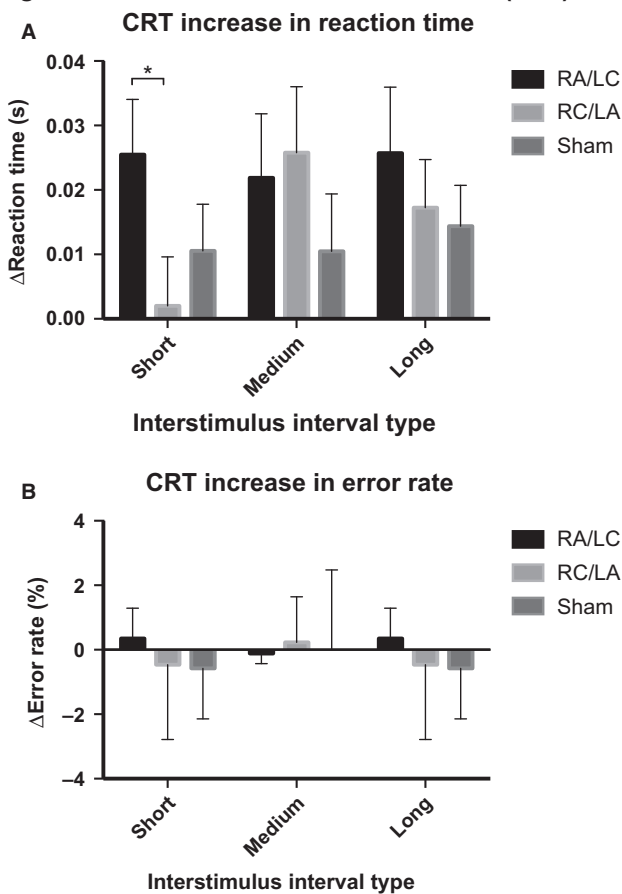 A
CRT increase in reaction time
0.04
0.03
0.02
0.01
0.00
ΔReaction time (s)
*
RA/LC
RC/LA
Sham
Short
Medium
Long
Interstimulus interval type
B
CRT increase in error rate
4
2
0
−2
−4
ΔError rate (%)
RA/LC
RC/LA
Sham
Short
Medium
Long
Interstimulus interval type